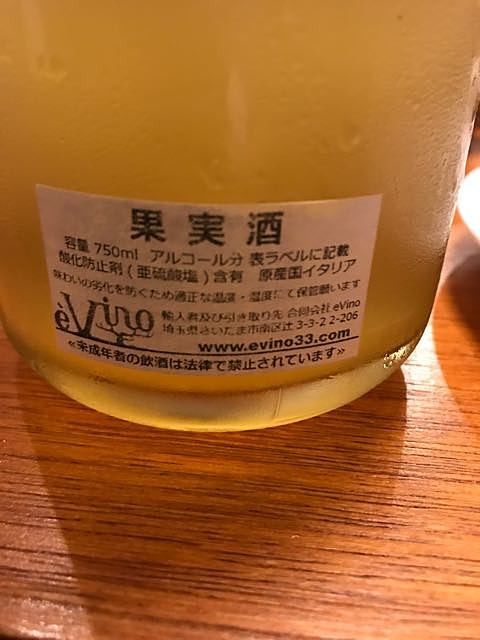 果実酒
容量 750ml アルコール分 表ラベルに記載
酸化防止剤(亜硫酸塩)含有 原産国イタリア
味わいの劣化を防ぐため適正な温度・湿度にて保管願います
èVino
輸入者及び引き取り先 合同会社 eVino
埼玉県さいたま市南区辻 3-3-2 2-206
www.evino33.com
≪未成年者の飲酒は法律で禁止されています≫